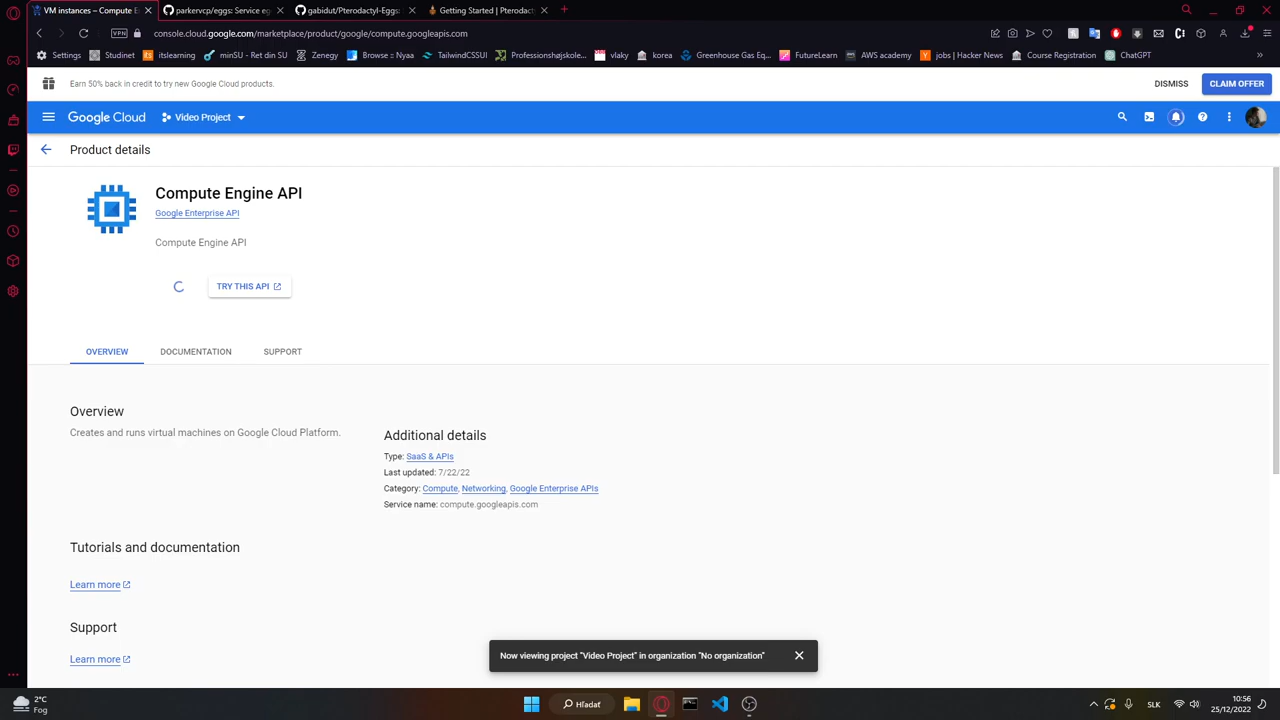 VM instances – Compute E
parkervcp/eggs: Service eg
gabidut/Pterodactyl-Eggs:
Getting Started | Pterodact
VPN
console.cloud.google.com/marketplace/product/google/compute.googleapis.com
Settings
Studinet
itslearning
minSU - Ret din SU
Zenegy
Browse :: Nyaa
TailwindCSSUI
Professionshøjskole...
vlaky
korea
Greenhouse Gas Eq...
FutureLearn
AWS academy
jobs | Hacker News
Course Registration
ChatGPT
Earn 50% back in credit to try new Google Cloud products.
DISMISS
CLAIM OFFER
Google Cloud
Video Project
Product details
Compute Engine API
Google Enterprise API
Compute Engine API
TRY THIS API
OVERVIEW
DOCUMENTATION
SUPPORT
Overview
Creates and runs virtual machines on Google Cloud Platform.
Additional details
Type: SaaS & APIs
Last updated: 7/22/22
Category: Compute, Networking, Google Enterprise APIs
Service name: compute.googleapis.com
Tutorials and documentation
Learn more
Support
Learn more
Now viewing project "Video Project" in organization "No organization"
2°C
Fog
Hľadať
SLK
10:56
25/12/2022